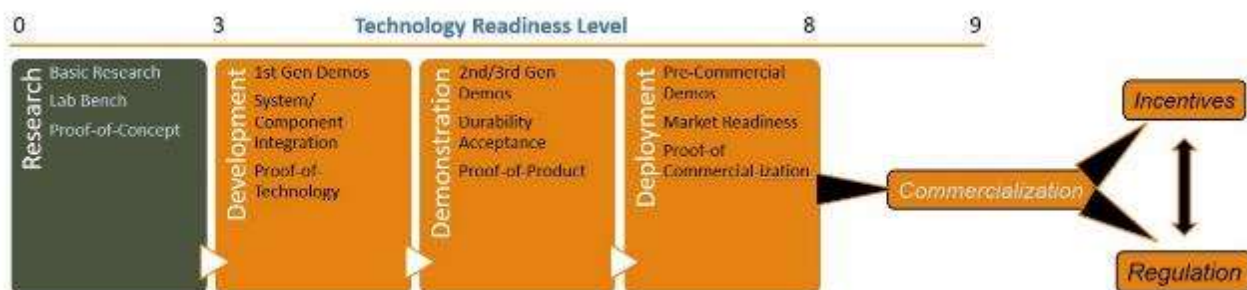 0 3 Technology Readiness Level 8 9
Research
Basic Research
Lab Bench
Proof-of-Concept
Development
1st Gen Demos
System/
Component
Integration
Proof-of-
Technology
Demonstration
2nd/3rd Gen
Demos
Durability
Acceptance
Proof-of-Product
Deployment
Pre-Commercial
Demos
Market Readiness
Proof-of
Commercial-ization
Commercialization
Incentives
Regulation